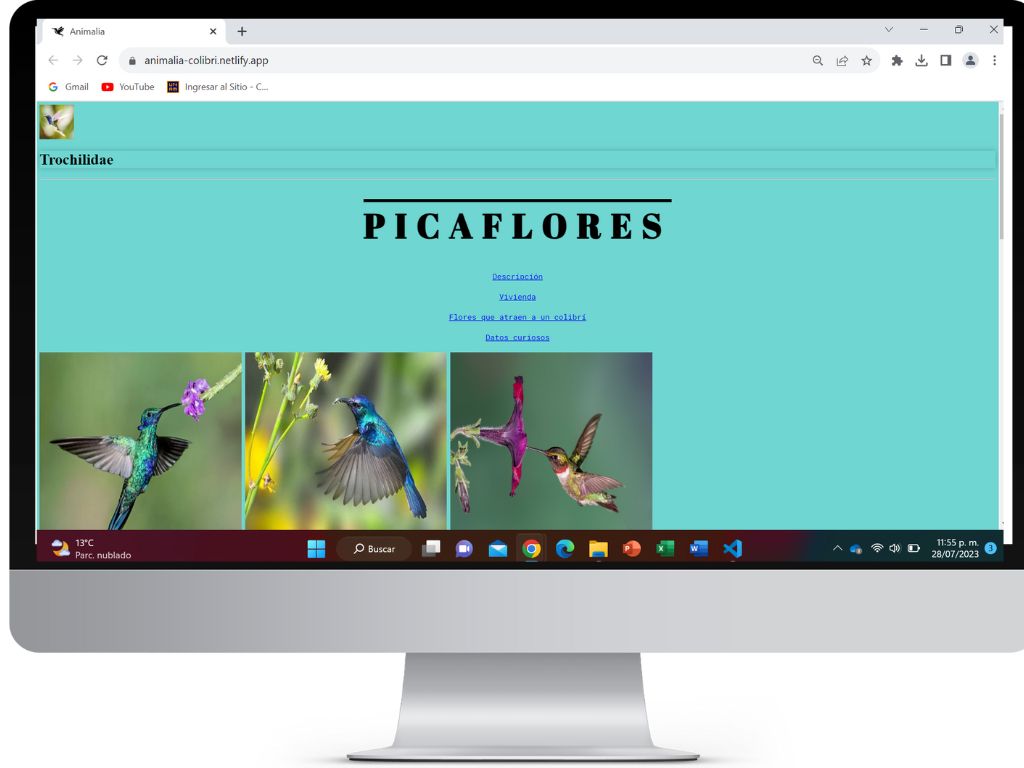 Animalia
animalia-colibri.netlify.app
Gmail YouTube Ingresar al Sitio - C...
Trochilidae
PICAFLORES
Descripción
Vivienda
Flores que atraen a un colibrí
Datos curiosos
13°C
Parc. nublado
Buscar
11:55 p. m.
28/07/2023
3